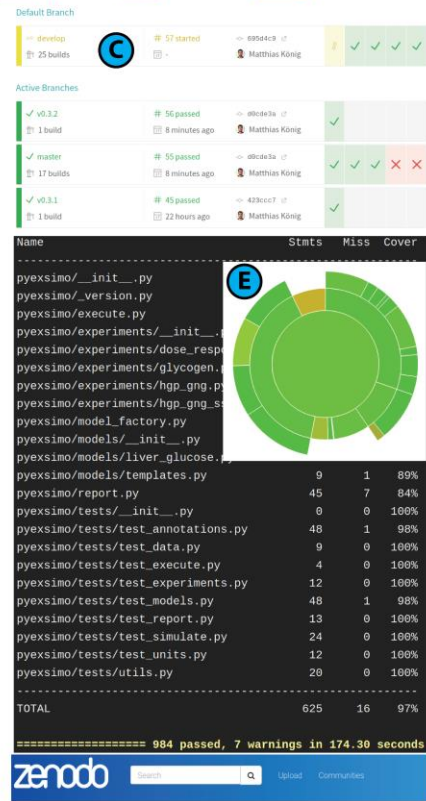 Default Branch
develop # 57 started 695d4c9
25 builds C - Matthias König
Active Branches
v0.3.2 # 56 passed d0cde3a
1 build 8 minutes ago Matthias König
master # 55 passed d0cde3a
17 builds 8 minutes ago Matthias König
v0.3.1 # 45 passed 423ccc7
1 build 22 hours ago Matthias König
Name Stmts Miss Cover
pyexsimo/__init__.py E
pyexsimo/_version.py
pyexsimo/execute.py
pyexsimo/experiments/__init__.p
pyexsimo/experiments/dose_respo
pyexsimo/experiments/glycogen.p
pyexsimo/experiments/hgp_gng.py
pyexsimo/experiments/hgp_gng_s
pyexsimo/model_factory.py
pyexsimo/models/__init__.py
pyexsimo/models/liver_glucose.py
pyexsimo/models/templates.py 9 1 89%
pyexsimo/report.py 45 7 84%
pyexsimo/tests/__init__.py 0 0 100%
pyexsimo/tests/test_annotations.py 48 1 98%
pyexsimo/tests/test_data.py 9 0 100%
pyexsimo/tests/test_execute.py 4 0 100%
pyexsimo/tests/test_experiments.py 12 0 100%
pyexsimo/tests/test_models.py 48 1 98%
pyexsimo/tests/test_report.py 13 0 100%
pyexsimo/tests/test_simulate.py 24 0 100%
pyexsimo/tests/test_units.py 12 0 100%
pyexsimo/tests/utils.py 20 0 100%
TOTAL 625 16 97%
=================== 984 passed, 7 warnings in 174.30 seconds
zenodo Search Upload Communities